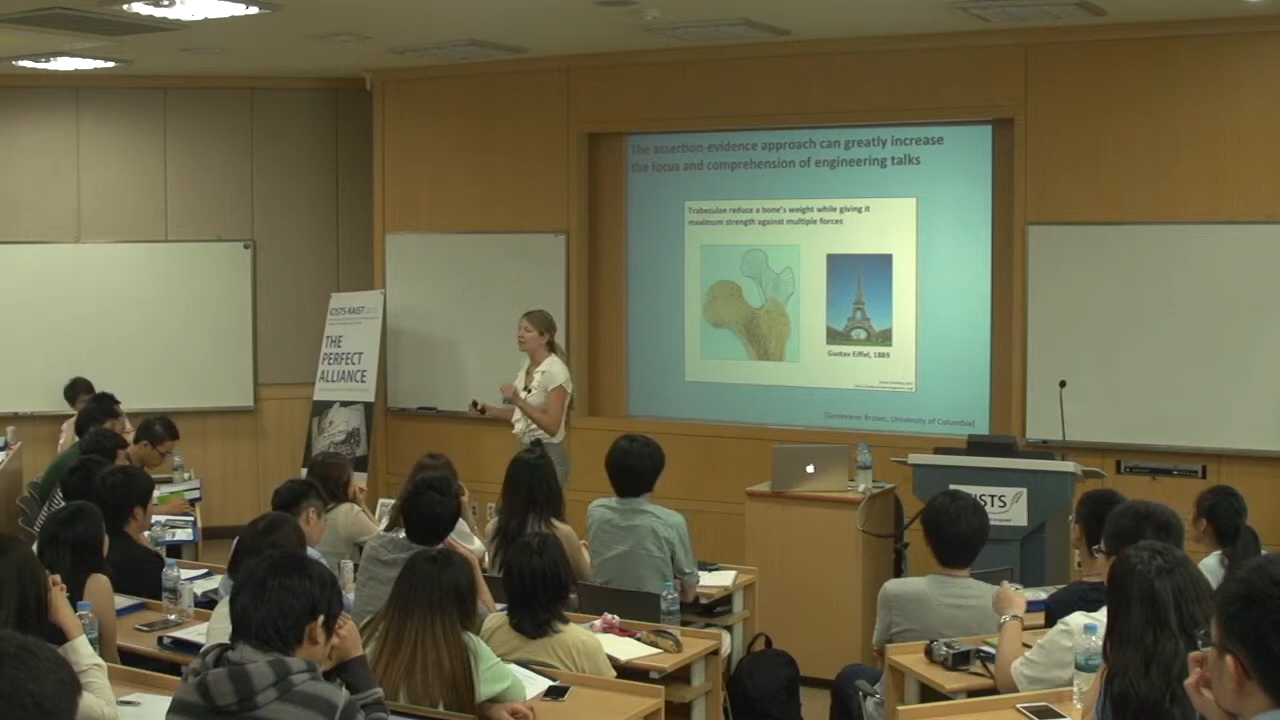 The assertion-evidence approach can greatly increase
the focus and comprehension of engineering talks
Trabeculae reduce a bone's weight while giving it
maximum strength against multiple forces
Gustav Eiffel, 1889
[Genevieve Brown, University of Columbia]
ICISTS-KAIST
THE
PERFECT
ALLIANCE
ISTS